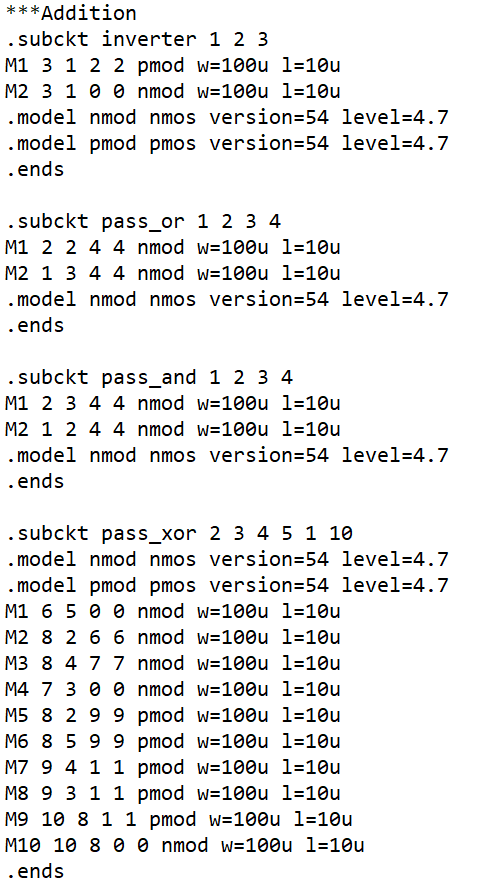 ***Addition
.subckt inverter 1 2 3
M1 3 1 2 2 pmod w=100u l=10u
M2 3 1 0 0 nmod w=100u l=10u
.model nmod nmos version=54 level=4.7
.model pmod pmos version=54 level=4.7
.ends

.subckt pass_or 1 2 3 4
M1 2 2 4 4 nmod w=100u l=10u
M2 1 3 4 4 nmod w=100u l=10u
.model nmod nmos version=54 level=4.7
.ends

.subckt pass_and 1 2 3 4
M1 2 3 4 4 nmod w=100u l=10u
M2 1 2 4 4 nmod w=100u l=10u
.model nmod nmos version=54 level=4.7
.ends

.subckt pass_xor 2 3 4 5 1 10
.model nmod nmos version=54 level=4.7
.model pmod pmos version=54 level=4.7
M1 6 5 0 0 nmod w=100u l=10u
M2 8 2 6 6 nmod w=100u l=10u
M3 8 4 7 7 nmod w=100u l=10u
M4 7 3 0 0 nmod w=100u l=10u
M5 8 2 9 9 pmod w=100u l=10u
M6 8 5 9 9 pmod w=100u l=10u
M7 9 4 1 1 pmod w=100u l=10u
M8 9 3 1 1 pmod w=100u l=10u
M9 10 8 1 1 pmod w=100u l=10u
M10 10 8 0 0 nmod w=100u l=10u
.ends